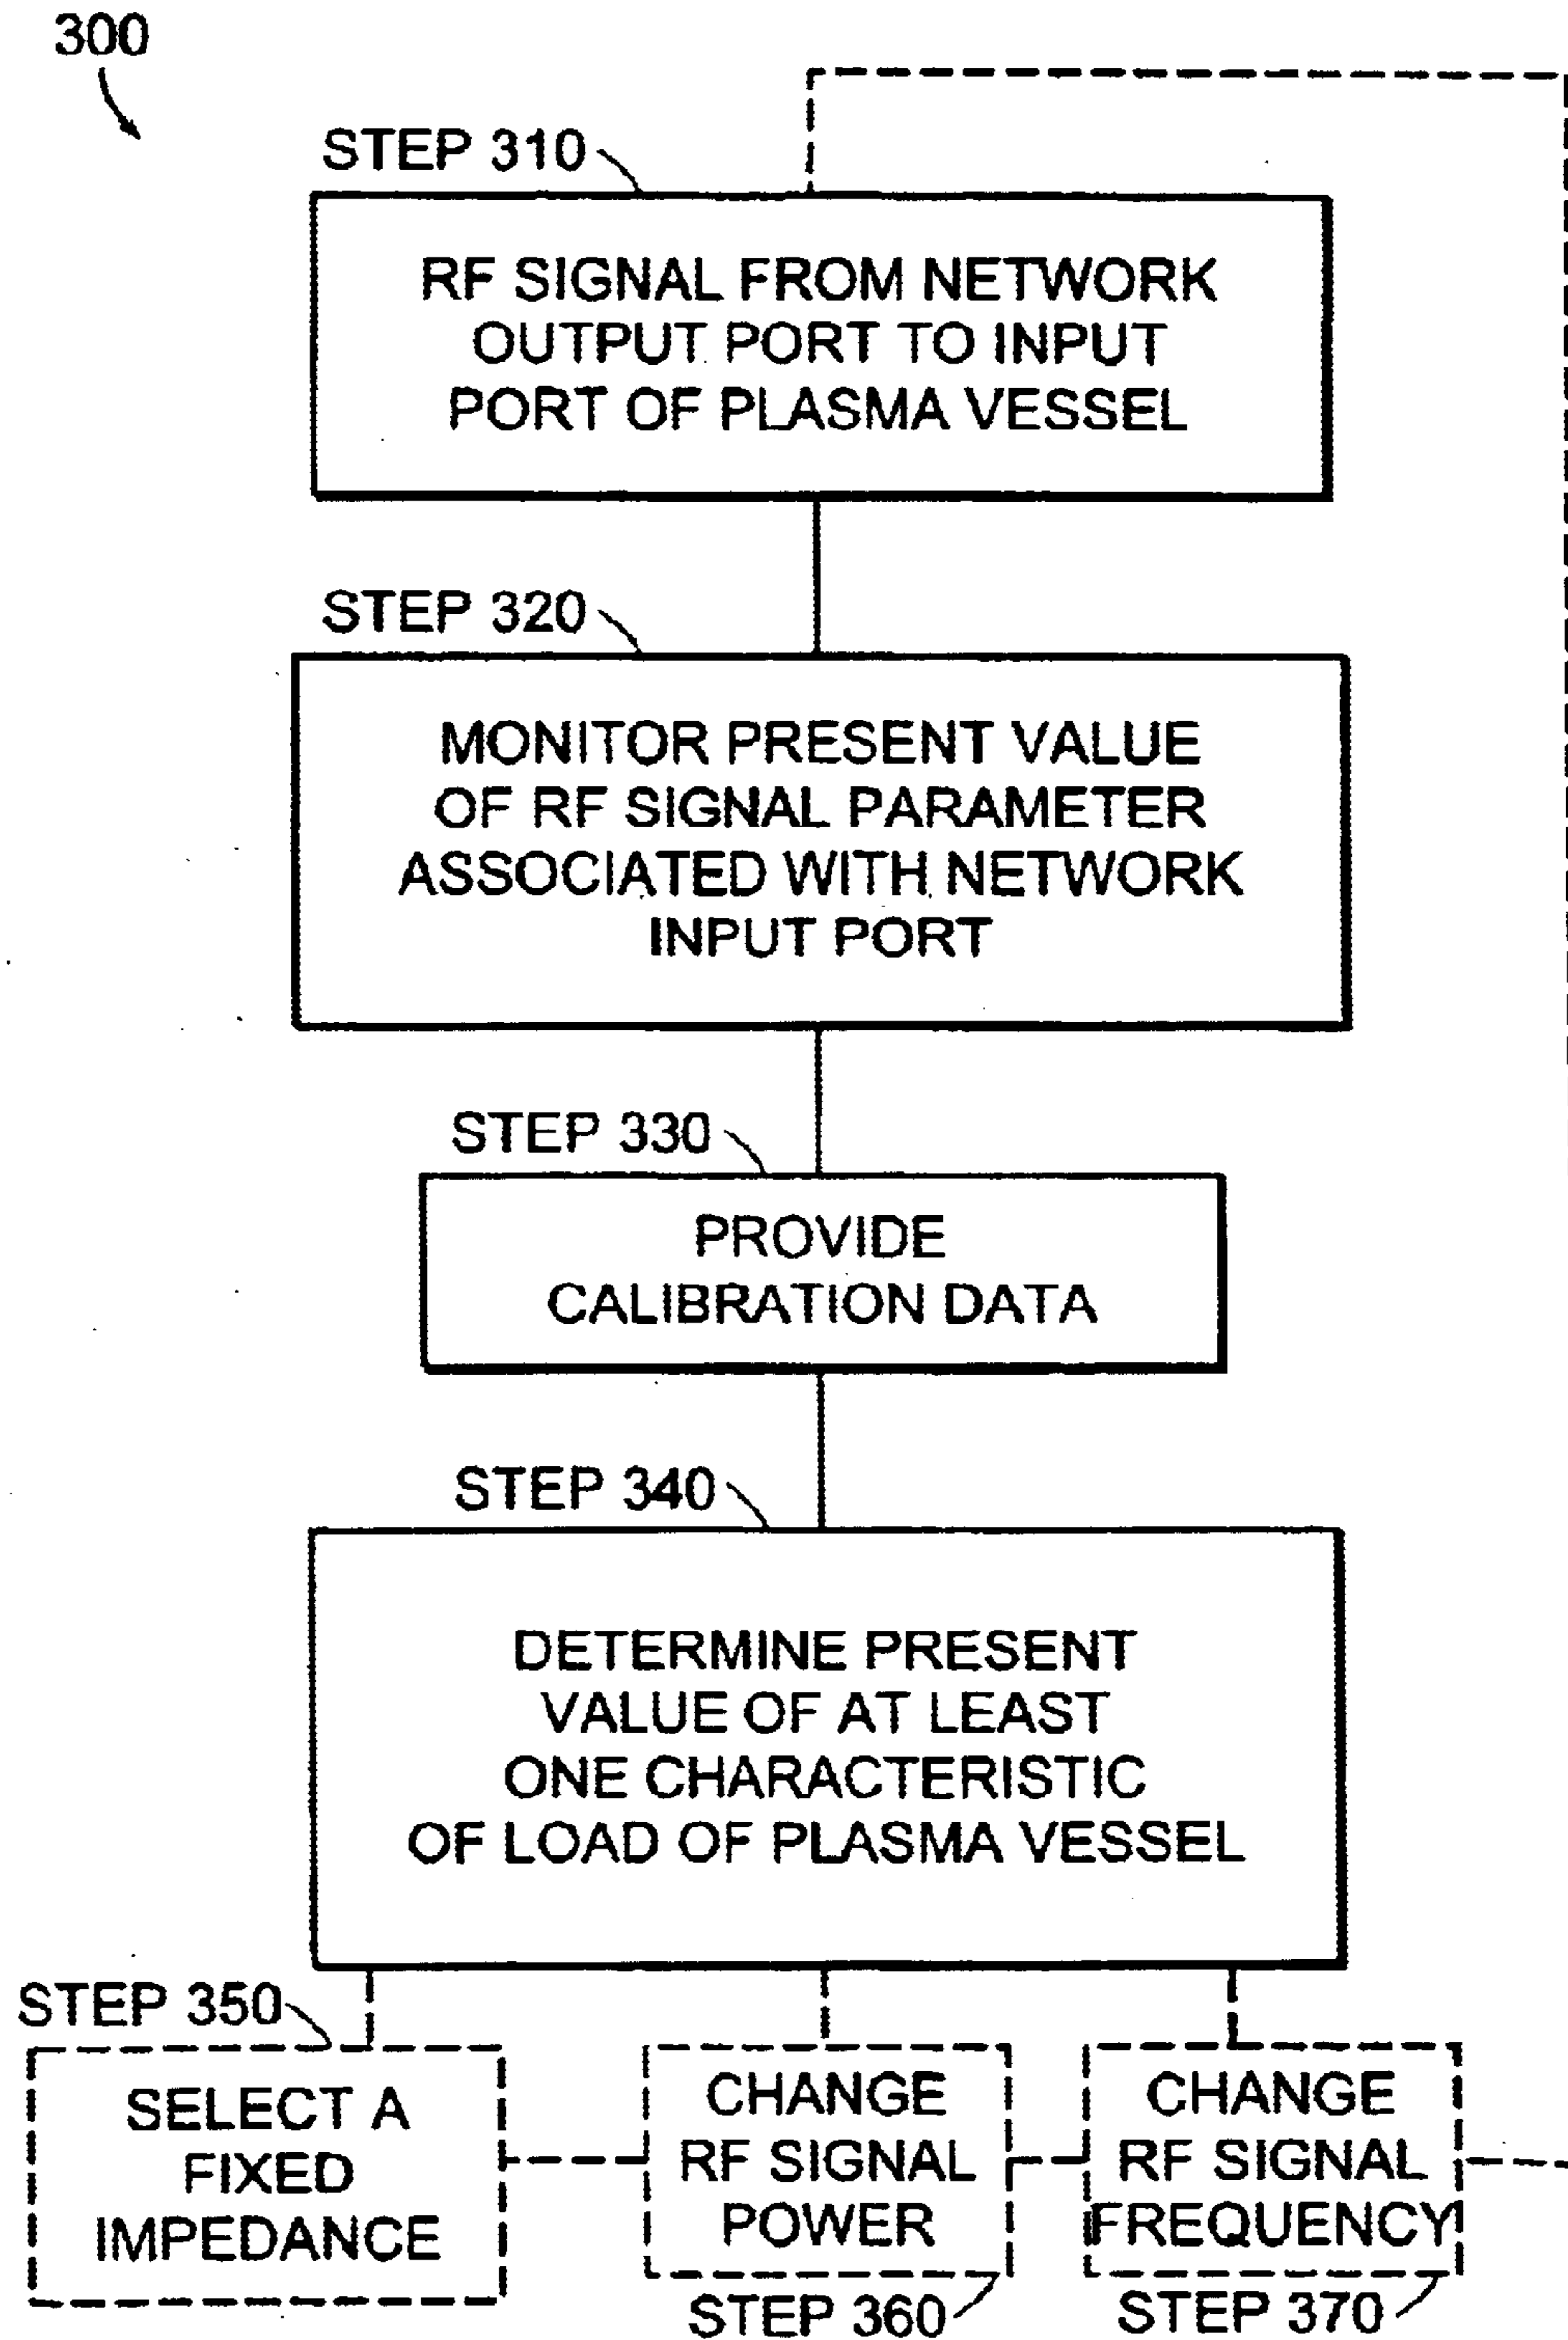 300
STEP 310
RF SIGNAL FROM NETWORK
OUTPUT PORT TO INPUT
PORT OF PLASMA VESSEL
STEP 320
MONITOR PRESENT VALUE
OF RF SIGNAL PARAMETER
ASSOCIATED WITH NETWORK
INPUT PORT
STEP 330
PROVIDE
CALIBRATION DATA
STEP 340
DETERMINE PRESENT
VALUE OF AT LEAST
ONE CHARACTERISTIC
OF LOAD OF PLASMA VESSEL
STEP 350
SELECT A
FIXED
IMPEDANCE
CHANGE
RF SIGNAL
POWER
STEP 360
CHANGE
RF SIGNAL
FREQUENCY
STEP 370